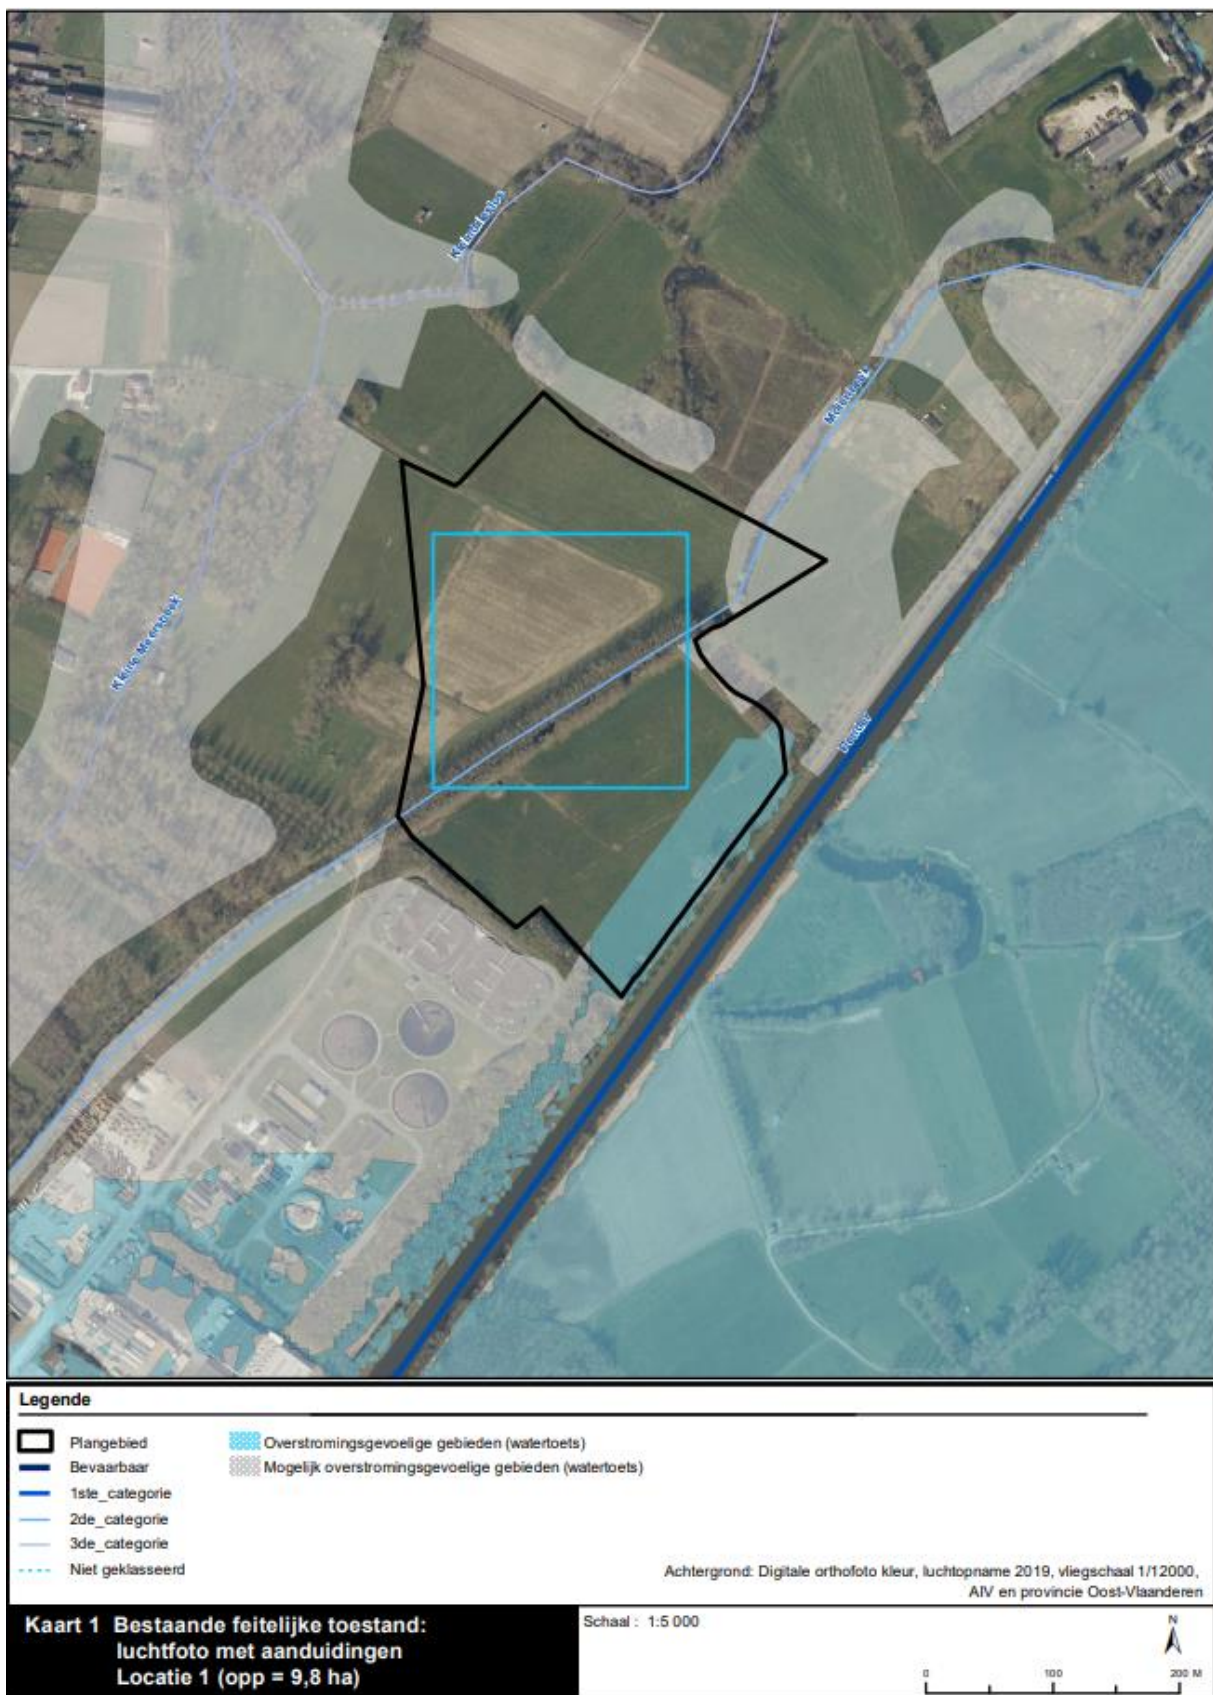 Meersbeek
Kleine Meersbeek
Dender
Legende
Plangebied
Bevaarbaar
1ste_categorie
2de_categorie
3de_categorie
Niet geklasseerd
Overstromingsgevoelige gebieden (watertoets)
Mogelijk overstromingsgevoelige gebieden (watertoets)
Achtergrond: Digitale orthofoto kleur, luchtopname 2019, vliegschaal 1/12000,
AIV en provincie Oost-Vlaanderen
Kaart 1 Bestaande feitelijke toestand:
luchtfoto met aanduidingen
Locatie 1 (opp = 9,8 ha)
Schaal : 1:5 000
N
0 100 200 M